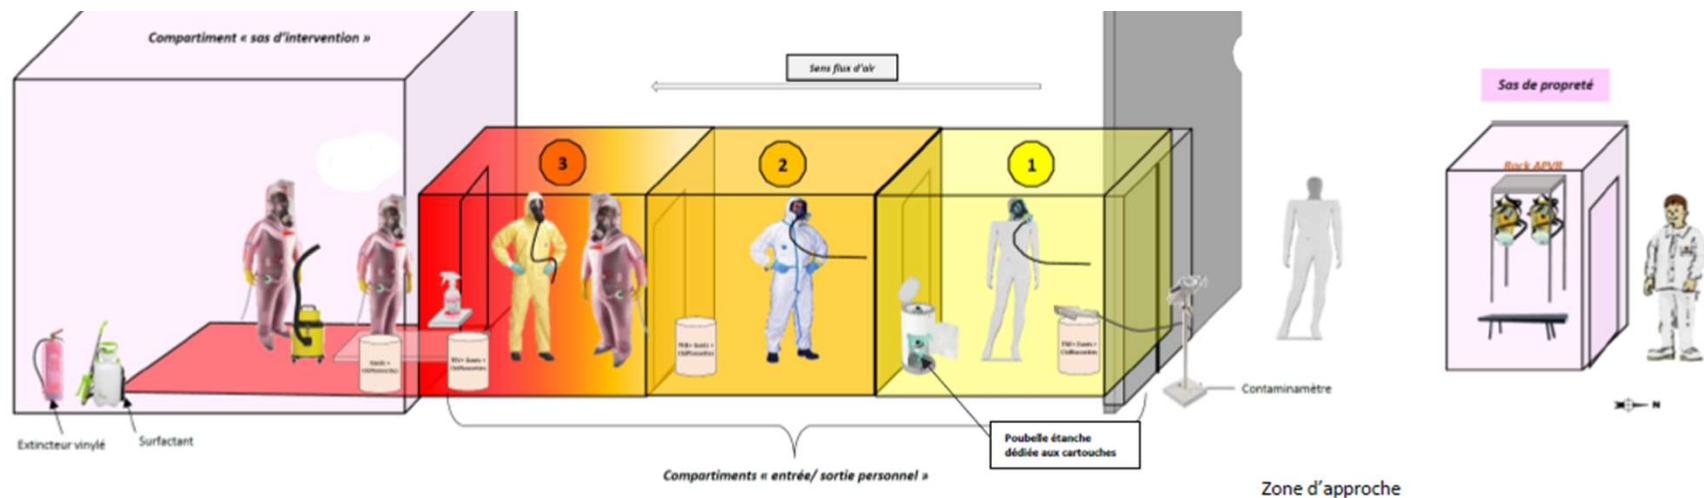 Compartiment « sas d'intervention »
Sens flux d'air
Sas de propreté
Rack APVR
3
2
1
Contaminamètre
N
Extincteur vinylé
Surfactant
Poubelle étanche
dédiée aux cartouches
Compartiments « entrée/ sortie personnel »
Zone d'approche